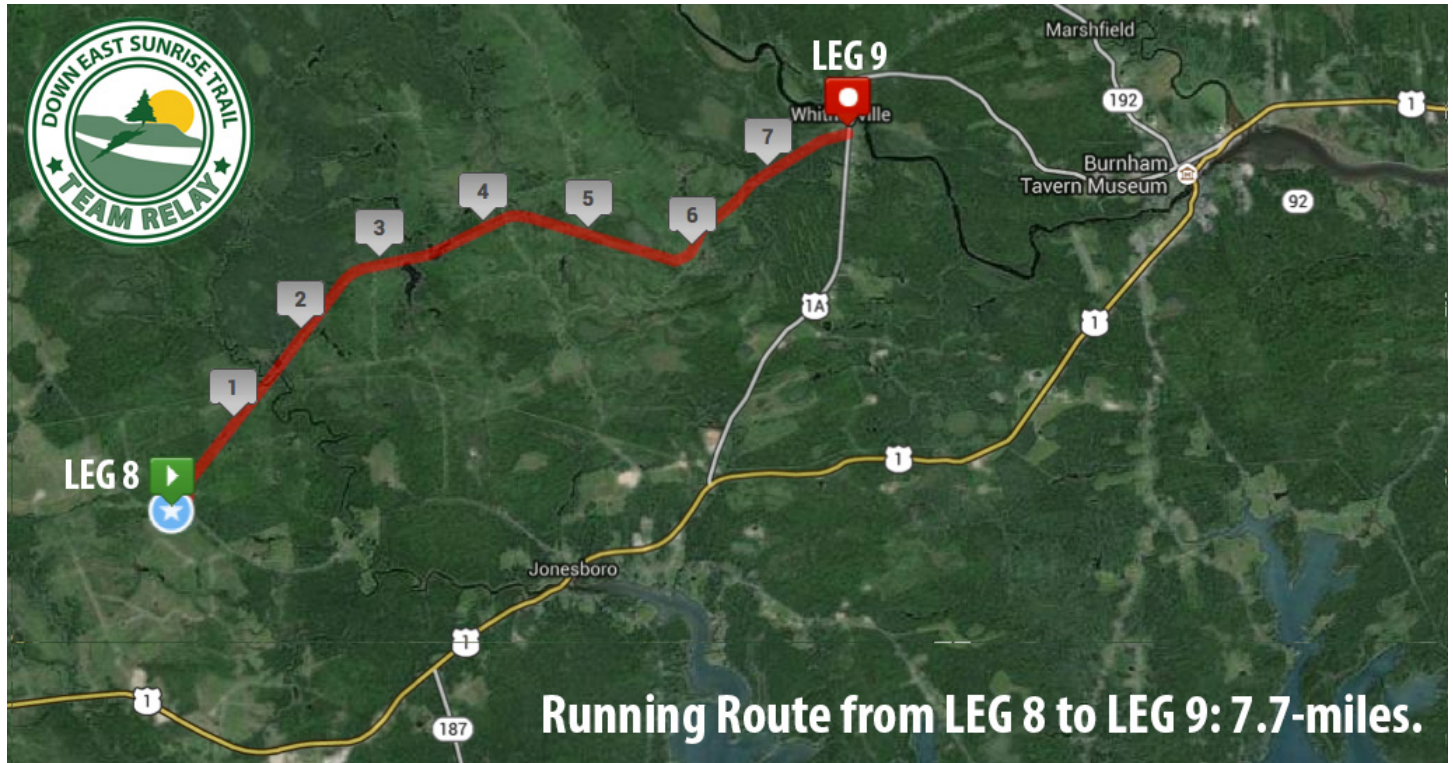 DOWN EAST SUNRISE TRAIL
TEAM RELAY
LEG 9
Marshfield
192
1
Burnham
Tavern Museum
92
7
4
5
6
3
2
1A
1
1
LEG 8
1
Jonesboro
1
1
187
Running Route from LEG 8 to LEG 9: 7.7-miles.